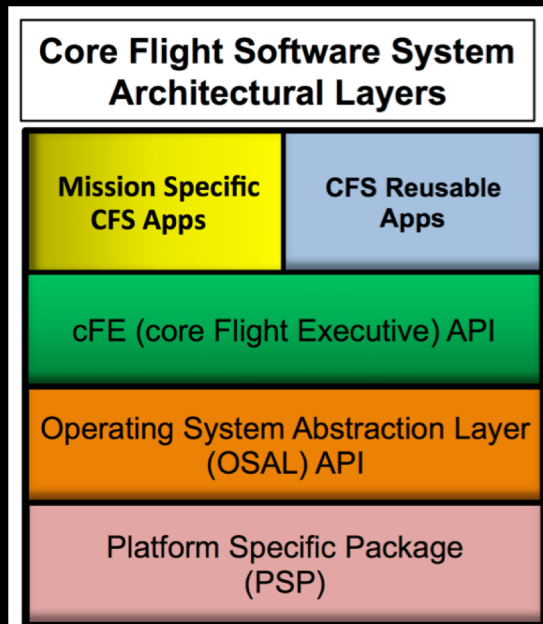 Core Flight Software System
Architectural Layers
Mission Specific
CFS Apps
CFS Reusable
Apps
cFE (core Flight Executive) API
Operating System Abstraction Layer
(OSAL) API
Platform Specific Package
(PSP)